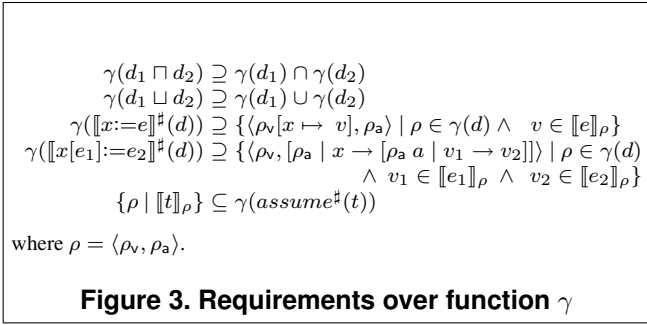 γ(d₁ ⊓ d₂) ⊇ γ(d₁) ∩ γ(d₂)
γ(d₁ ⊔ d₂) ⊇ γ(d₁) ∪ γ(d₂)
γ(⟦x:=e⟧♯(d)) ⊇ {⟨ρᵥ[x ↦ v], ρₐ⟩ | ρ ∈ γ(d) ∧ v ∈ ⟦e⟧ᵨ}
γ(⟦x[e₁]:=e₂⟧♯(d)) ⊇ {⟨ρᵥ, [ρₐ | x → [ρₐ a | v₁ → v₂]]⟩ | ρ ∈ γ(d)
∧ v₁ ∈ ⟦e₁⟧ᵨ ∧ v₂ ∈ ⟦e₂⟧ᵨ}
{ρ | ⟦t⟧ᵨ} ⊆ γ(assume♯(t))
where ρ = ⟨ρᵥ, ρₐ⟩.
Figure 3. Requirements over function γ